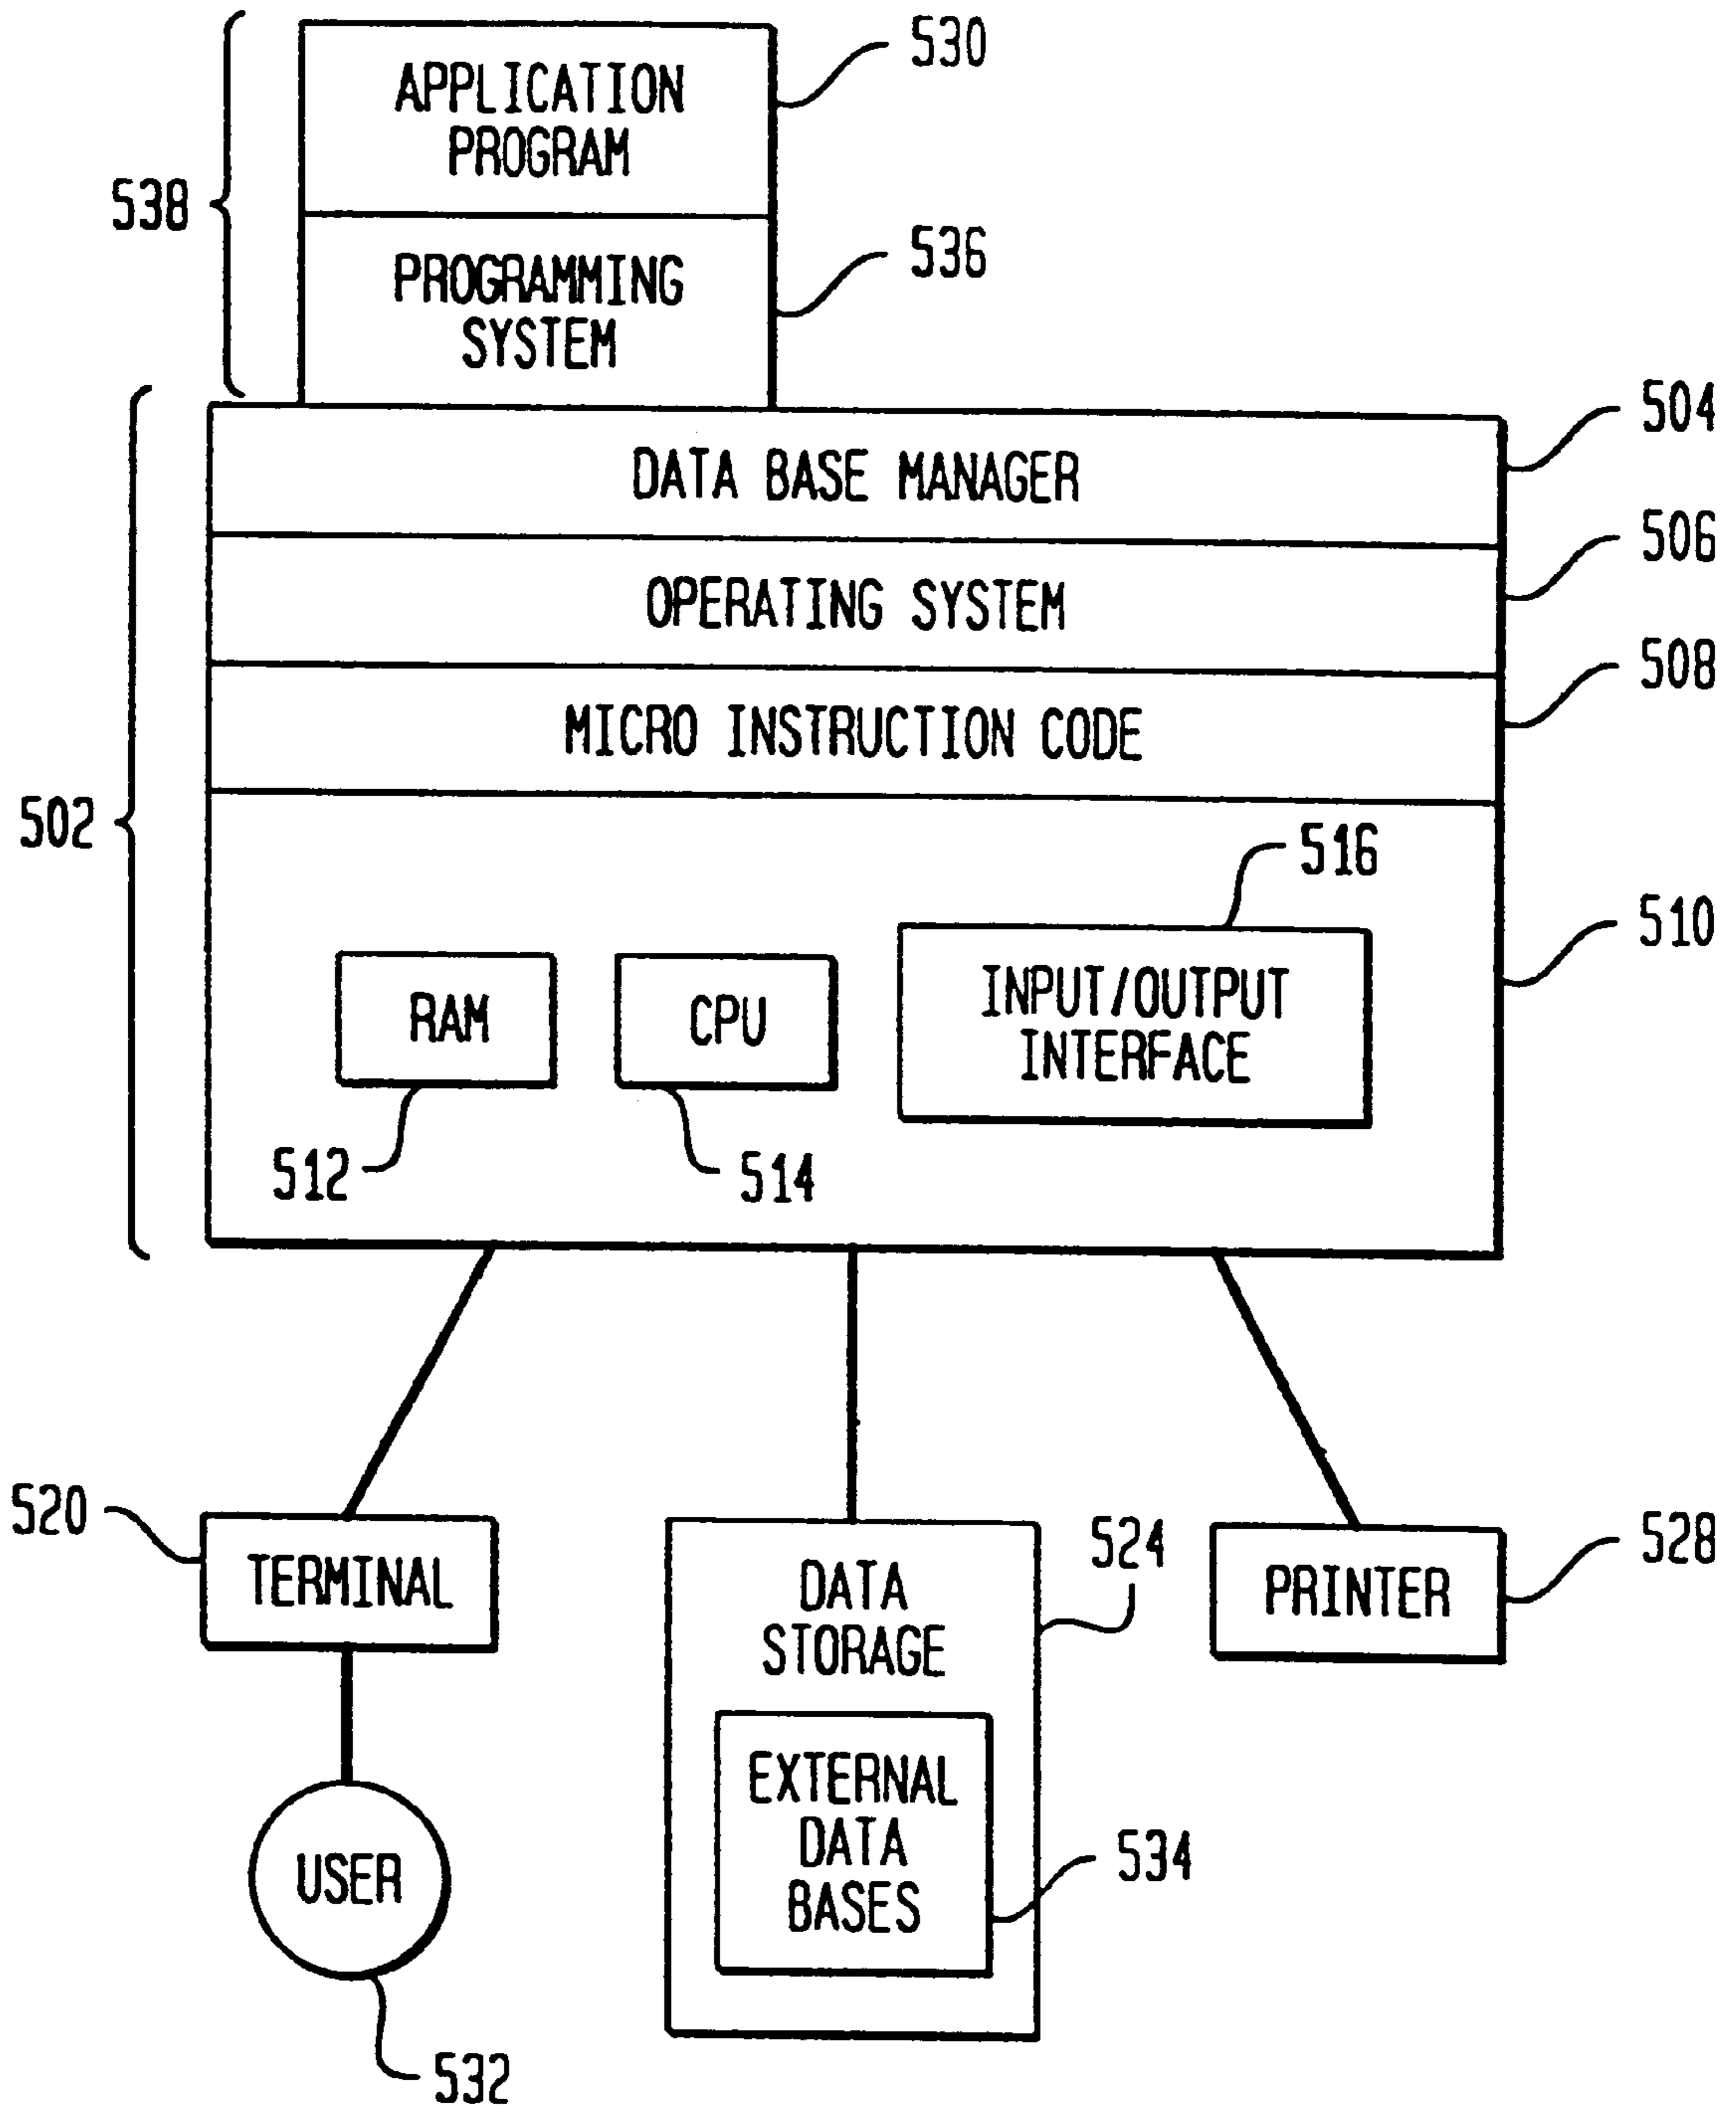 530
APPLICATION
PROGRAM
538
536
PROGRAMMING
SYSTEM
504
DATA BASE MANAGER
506
OPERATING SYSTEM
508
MICRO INSTRUCTION CODE
502
516
510
INPUT/OUTPUT
INTERFACE
RAM
CPU
512
514
520
524
528
TERMINAL
DATA
STORAGE
PRINTER
EXTERNAL
DATA
BASES
534
USER
532